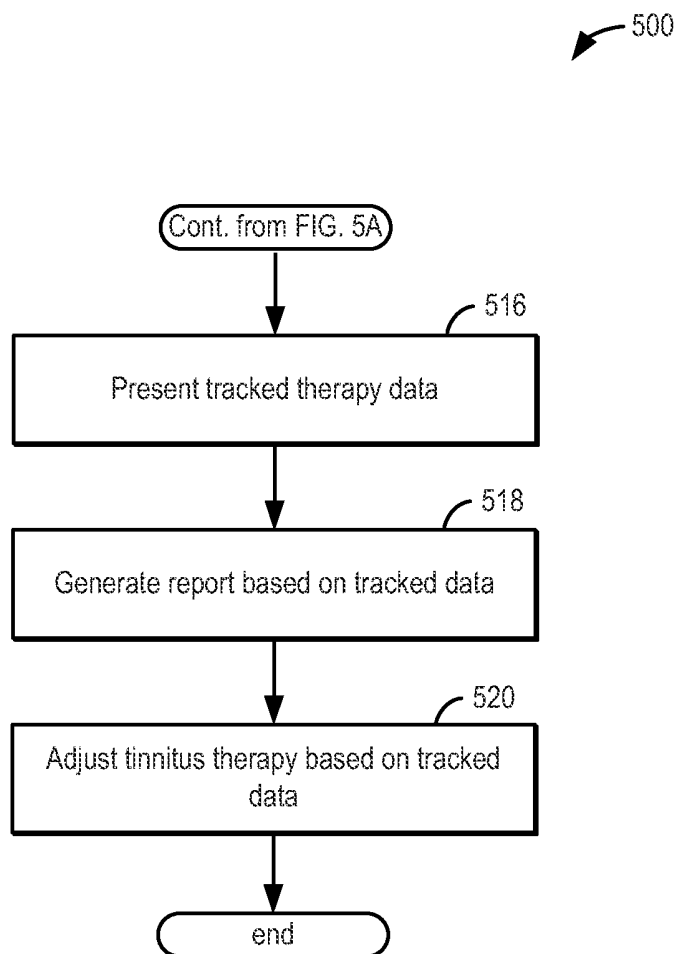 500
Cont. from FIG. 5A
516
Present tracked therapy data
518
Generate report based on tracked data
520
Adjust tinnitus therapy based on tracked
data
end